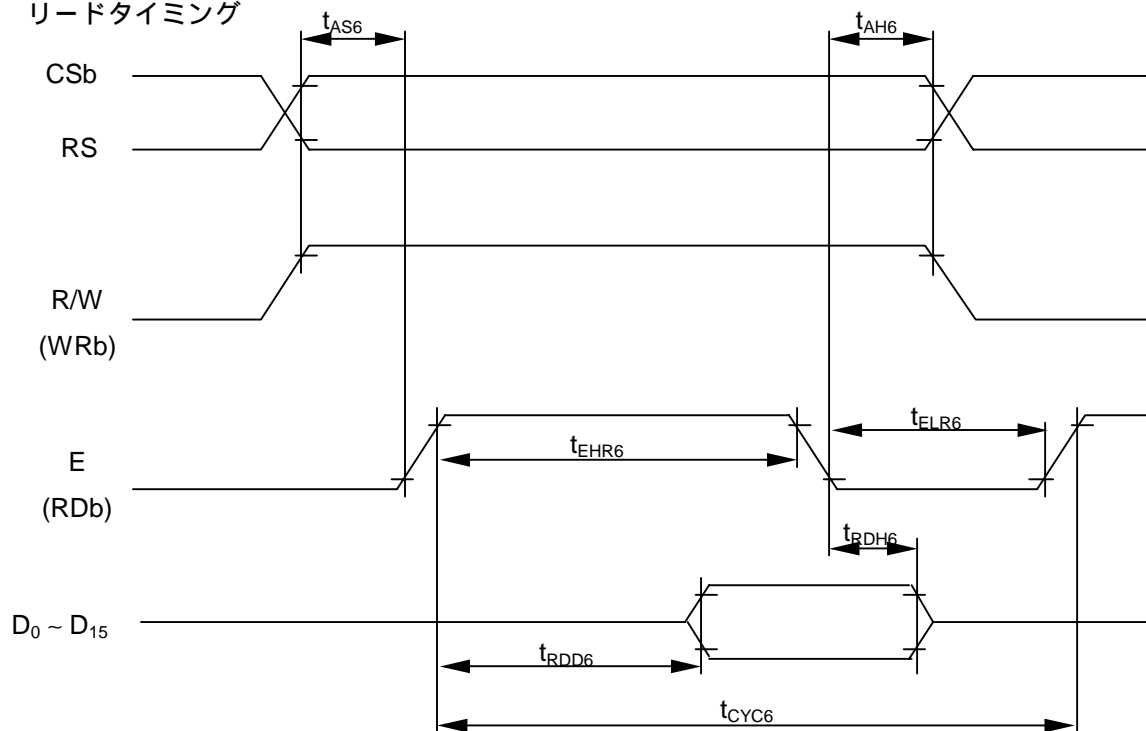 リードタイミング
tAS6
tAH6
CSb
RS
R/W
(WRb)
E
(RDb)
tEHR6
tELR6
tRDH6
D0 ~ D15
tRDD6
tCYC6